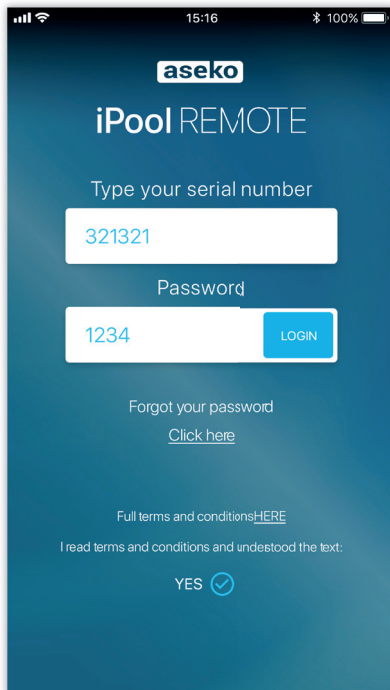 15:16
100%
aseko
iPool REMOTE
Type your serial number
321321
Password
1234
LOGIN
Forgot your password
Click here
Full terms and conditionsHERE
I read terms and conditions and understood the text:
YES